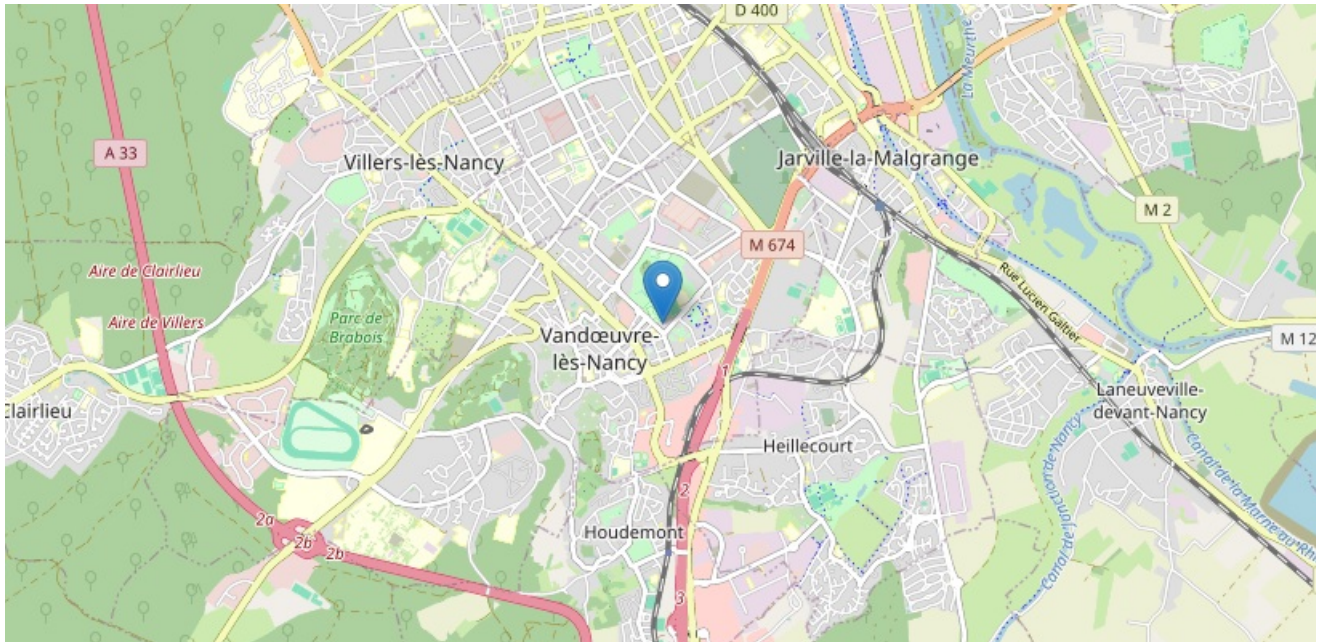 D 400
La Meurthe
A 33
Villers-lès-Nancy
Jarville-la-Malgrange
M 2
M 674
Aire de Clairlieu
Rue Lucien Galtier
Aire de Villers
Parc de
Brabois
Vandœuvre-
lès-Nancy
M 12
1
Clairlieu
Laneuveville-
devant-Nancy
Heillecourt
Canal de Jonction de Nancy
Canal de la Marne au Rhi
2
2a
2b
2b
Houdemont
3